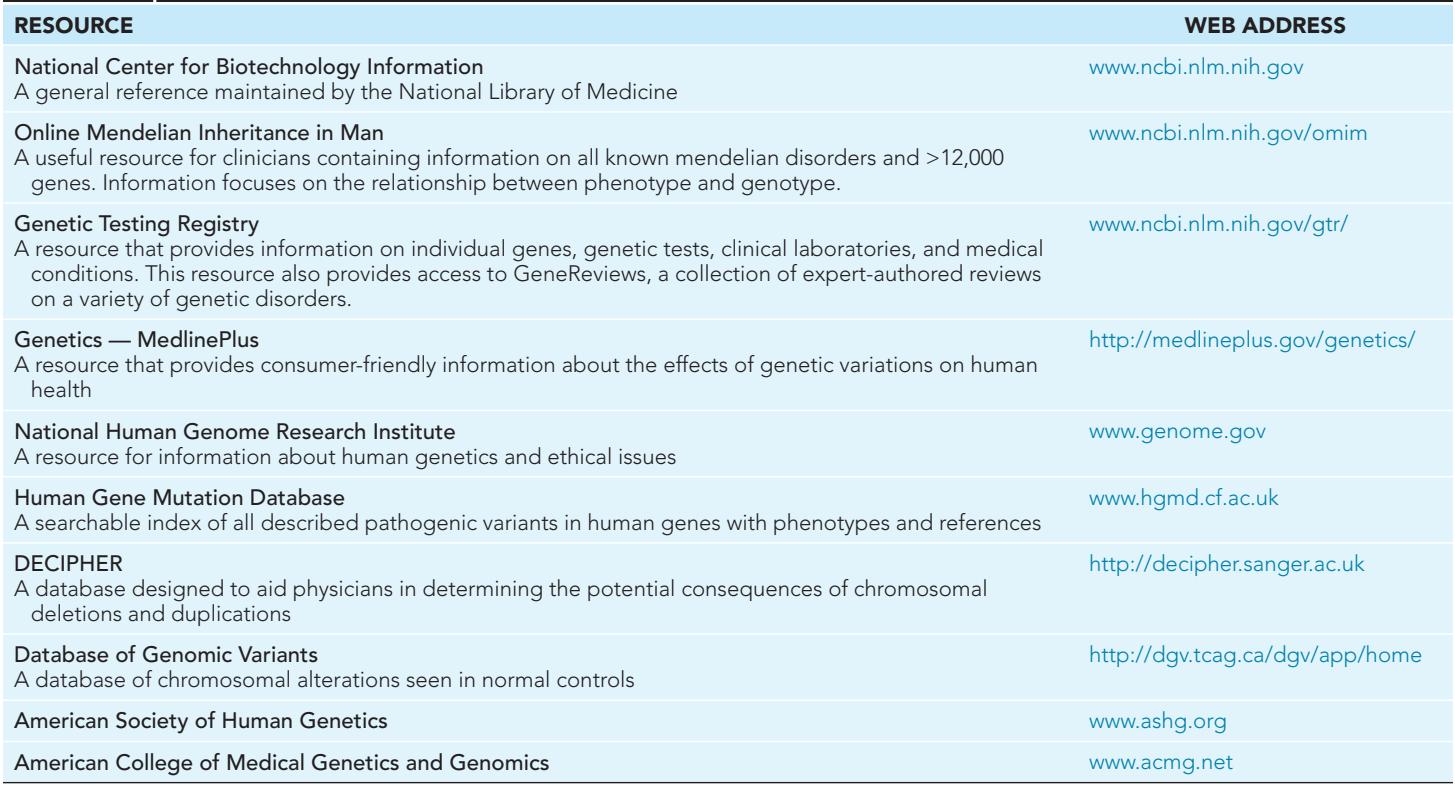 RESOURCE WEB ADDRESS
National Center for Biotechnology Information www.ncbi.nlm.nih.gov
A general reference maintained by the National Library of Medicine
Online Mendelian Inheritance in Man www.ncbi.nlm.nih.gov/omim
A useful resource for clinicians containing information on all known mendelian disorders and >12,000
genes. Information focuses on the relationship between phenotype and genotype.
Genetic Testing Registry www.ncbi.nlm.nih.gov/gtr/
A resource that provides information on individual genes, genetic tests, clinical laboratories, and medical
conditions. This resource also provides access to GeneReviews, a collection of expert-authored reviews
on a variety of genetic disorders.
Genetics — MedlinePlus http://medlineplus.gov/genetics/
A resource that provides consumer-friendly information about the effects of genetic variations on human
health
National Human Genome Research Institute www.genome.gov
A resource for information about human genetics and ethical issues
Human Gene Mutation Database www.hgmd.cf.ac.uk
A searchable index of all described pathogenic variants in human genes with phenotypes and references
DECIPHER http://decipher.sanger.ac.uk
A database designed to aid physicians in determining the potential consequences of chromosomal
deletions and duplications
Database of Genomic Variants http://dgv.tcag.ca/dgv/app/home
A database of chromosomal alterations seen in normal controls
American Society of Human Genetics www.ashg.org
American College of Medical Genetics and Genomics www.acmg.net